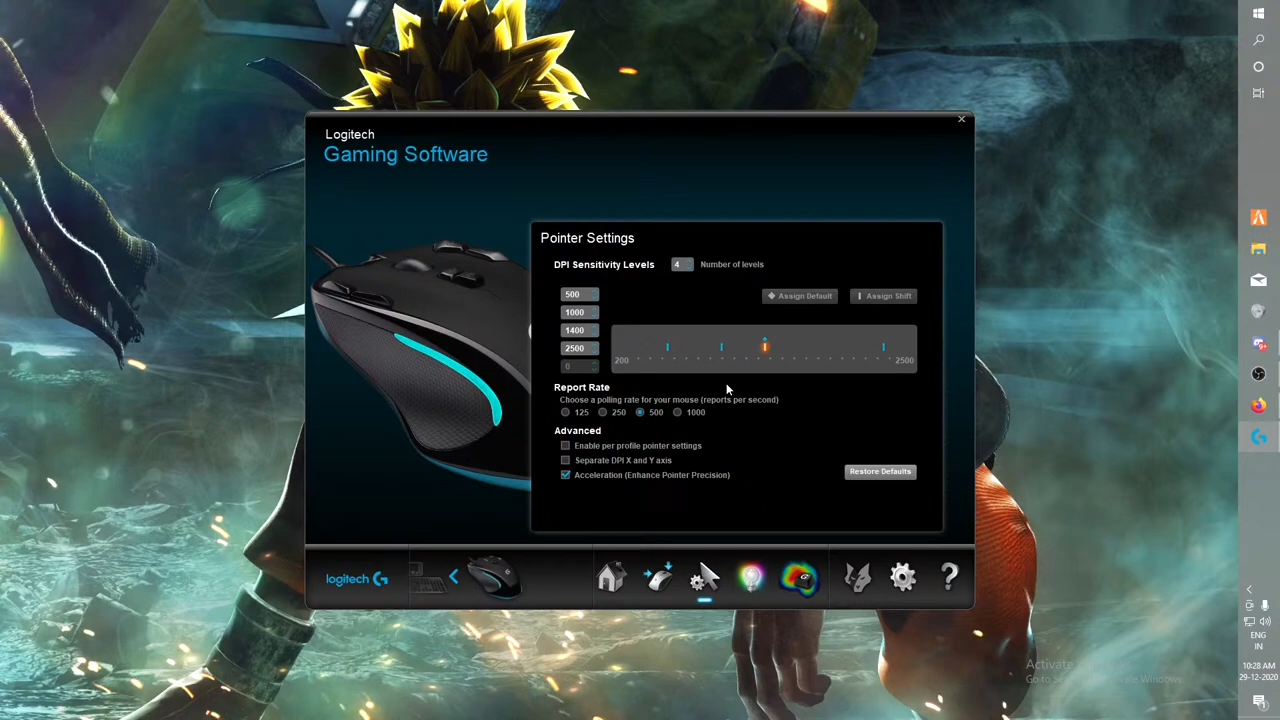 Logitech
Gaming Software
Pointer Settings
DPI Sensitivity Levels 4 Number of levels
500
Assign Default Assign Shift
1000
1400
2500
200 2500
0
Report Rate
Choose a polling rate for your mouse (reports per second)
125 250 500 1000
Advanced
Enable per profile pointer settings
Separate DPI X and Y axis
Acceleration (Enhance Pointer Precision)
Restore Defaults
logitech G
ENG
IN
10:28 AM
29-12-2020